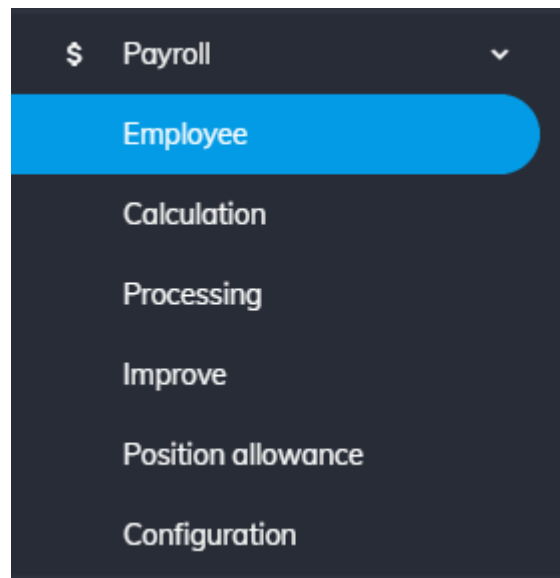 $ Payroll
Employee
Calculation
Processing
Improve
Position allowance
Configuration